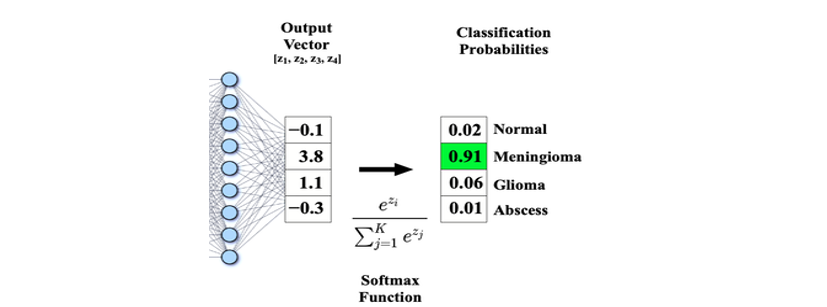 Output
Vector
[z₁, z₂, z₃, z₄]
Classification
Probabilities
−0.1
3.8
1.1
−0.3
0.02 Normal
0.91 Meningioma
0.06 Glioma
0.01 Abscess
e^{z_i}
∑_{j=1}^{K} e^{z_j}
Softmax
Function